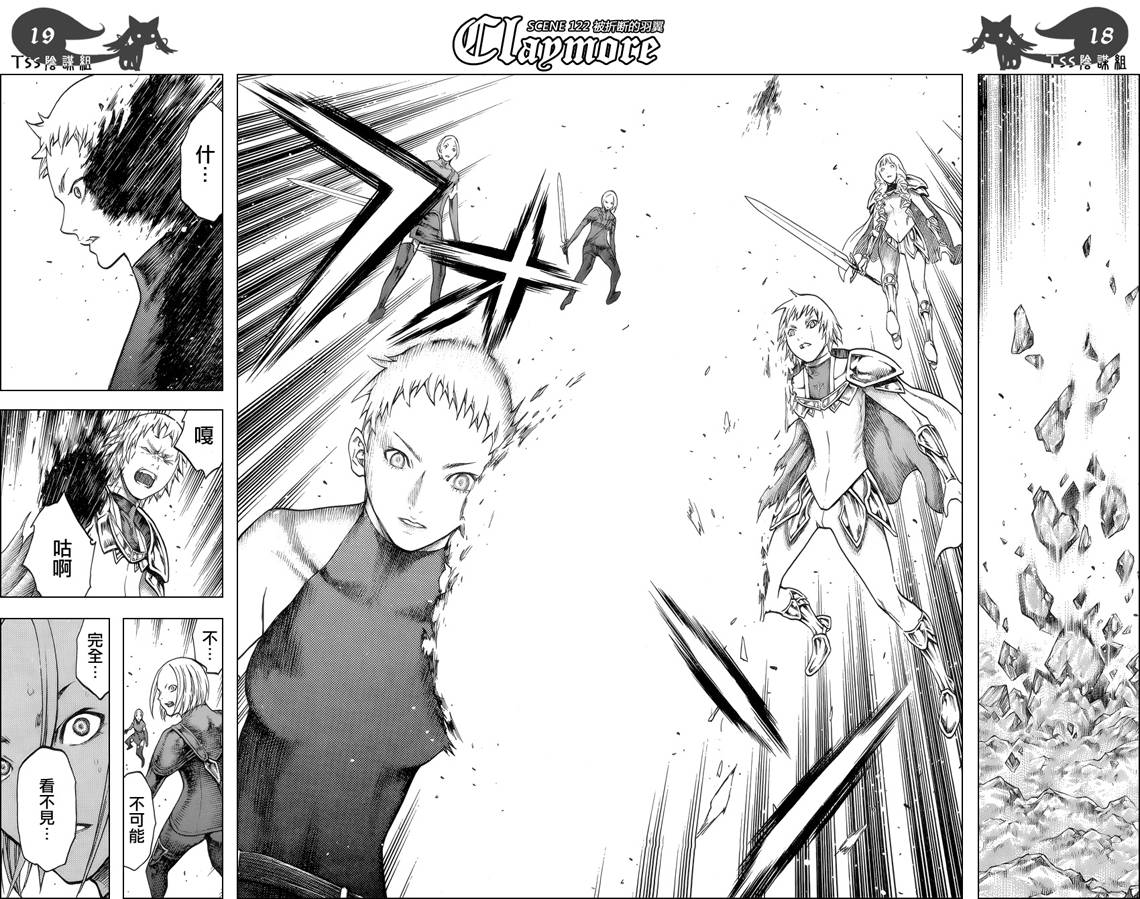 SCENE 122 被折断的羽翼
Claymore
18
TSS陰謀組
19
TSS陰謀組
什…
嘎
咕啊
不…
不可能
完全…
看不見…